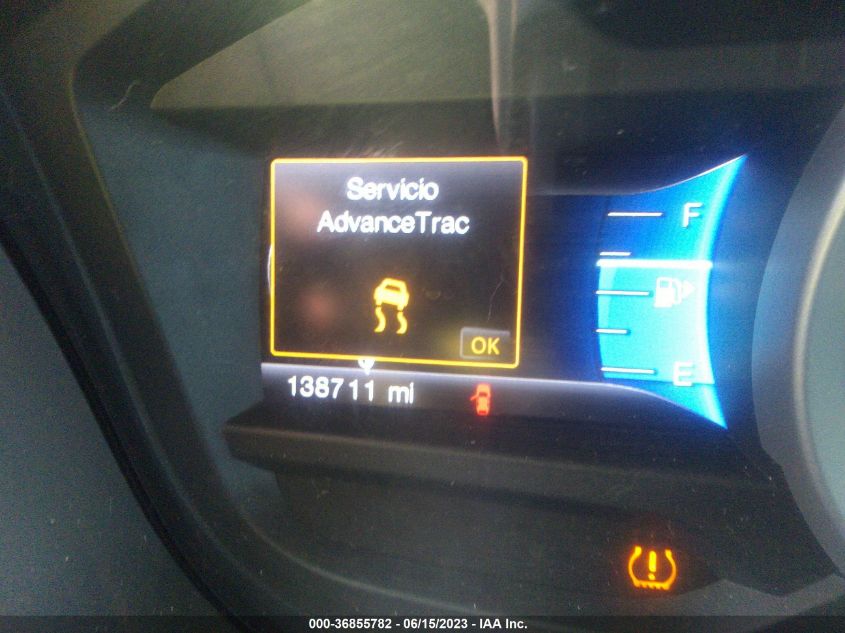 Servicio
AdvanceTrac
OK
138711 mi
F
E
000-36855782 - 06/15/2023 - IAA Inc.